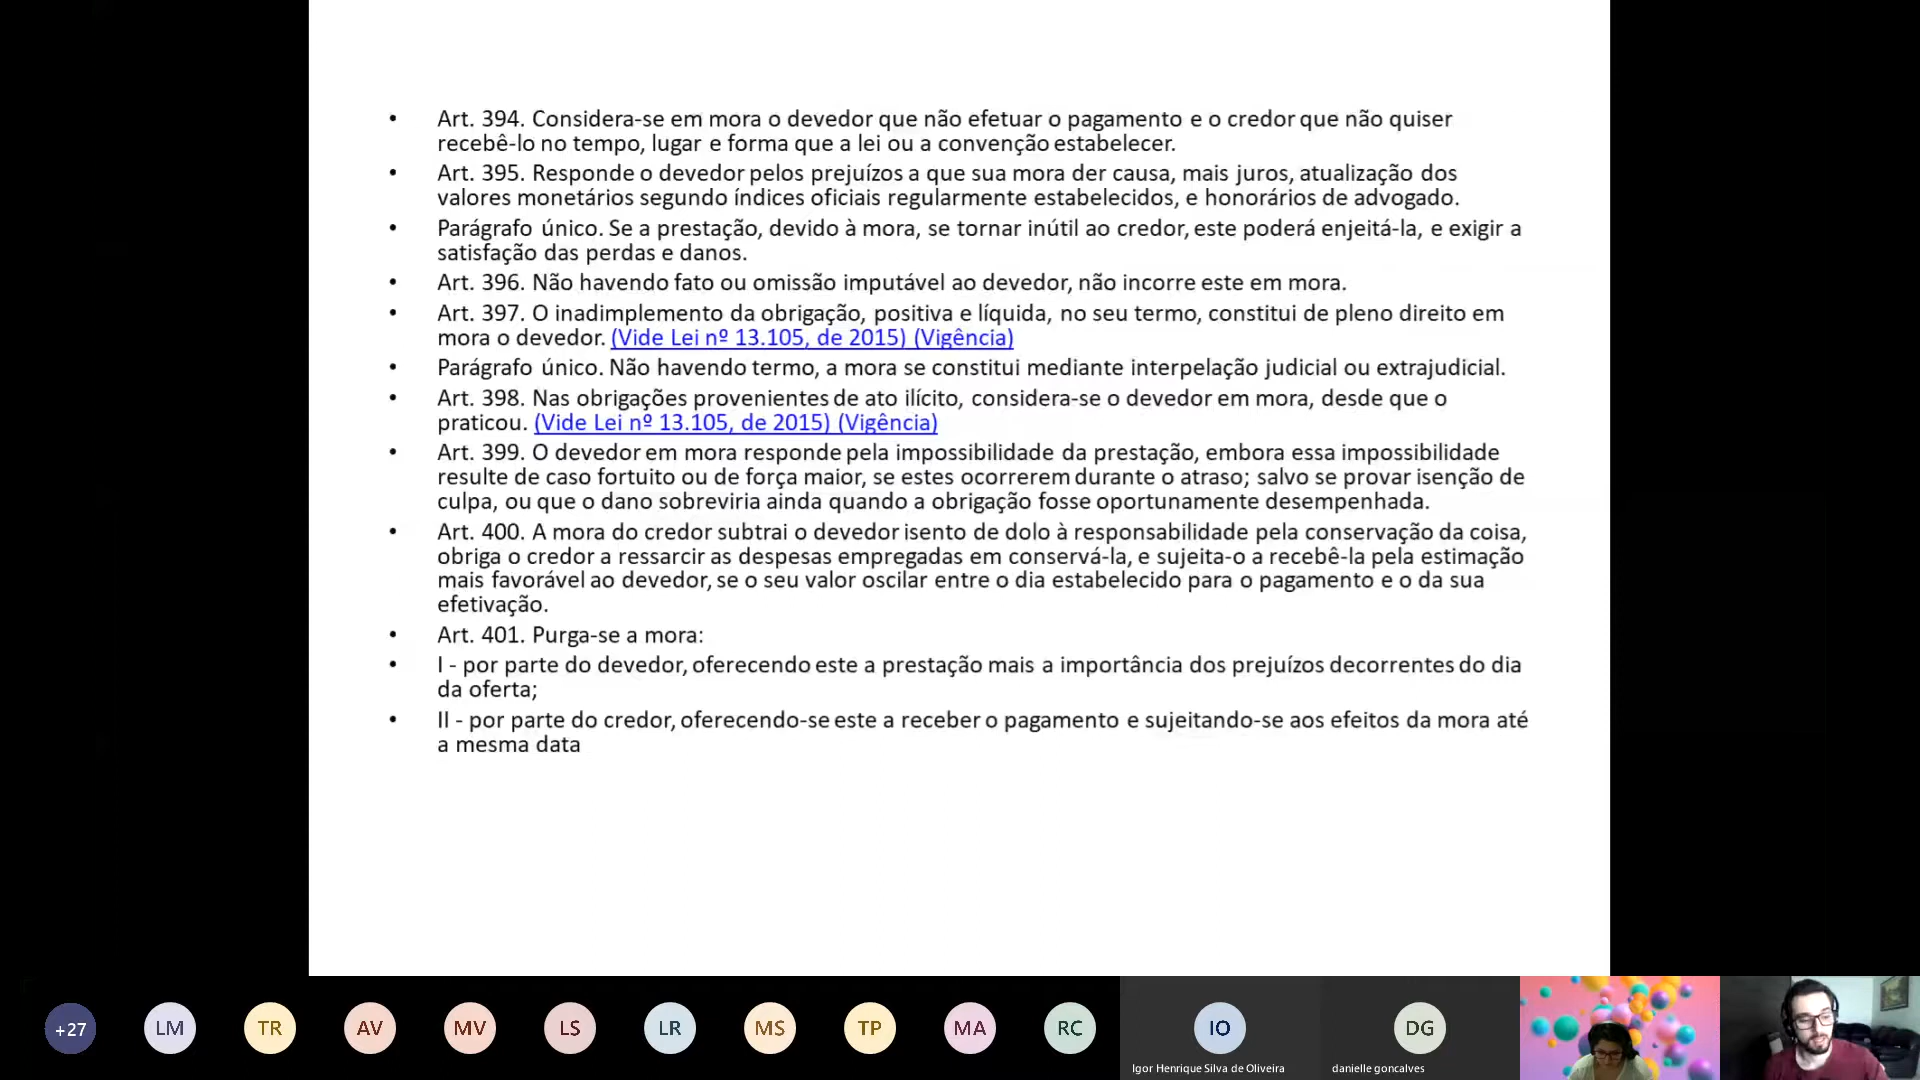 • Art. 394. Considera-se em mora o devedor que não efetuar o pagamento e o credor que não quiser
recebê-lo no tempo, lugar e forma que a lei ou a convenção estabelecer.
• Art. 395. Responde o devedor pelos prejuízos a que sua mora der causa, mais juros, atualização dos
valores monetários segundo índices oficiais regularmente estabelecidos, e honorários de advogado.
• Parágrafo único. Se a prestação, devido à mora, se tornar inútil ao credor, este poderá enjeitá-la, e exigir a
satisfação das perdas e danos.
• Art. 396. Não havendo fato ou omissão imputável ao devedor, não incorre este em mora.
• Art. 397. O inadimplemento da obrigação, positiva e líquida, no seu termo, constitui de pleno direito em
mora o devedor. (Vide Lei nº 13.105, de 2015) (Vigência)
• Parágrafo único. Não havendo termo, a mora se constitui mediante interpelação judicial ou extrajudicial.
• Art. 398. Nas obrigações provenientes de ato ilícito, considera-se o devedor em mora, desde que o
praticou. (Vide Lei nº 13.105, de 2015) (Vigência)
• Art. 399. O devedor em mora responde pela impossibilidade da prestação, embora essa impossibilidade
resulte de caso fortuito ou de força maior, se estes ocorrerem durante o atraso; salvo se provar isenção de
culpa, ou que o dano sobreviria ainda quando a obrigação fosse oportunamente desempenhada.
• Art. 400. A mora do credor subtrai o devedor isento de dolo à responsabilidade pela conservação da coisa,
obriga o credor a ressarcir as despesas empregadas em conservá-la, e sujeita-o a recebê-la pela estimação
mais favorável ao devedor, se o seu valor oscilar entre o dia estabelecido para o pagamento e o da sua
efetivação.
• Art. 401. Purga-se a mora:
• I - por parte do devedor, oferecendo este a prestação mais a importância dos prejuízos decorrentes do dia
da oferta;
• II - por parte do credor, oferecendo-se este a receber o pagamento e sujeitando-se aos efeitos da mora até
a mesma data
+27 LM TR AV MV LS LR MS TP MA RC IO DG
Igor Henrique Silva de Oliveira danielle goncalves